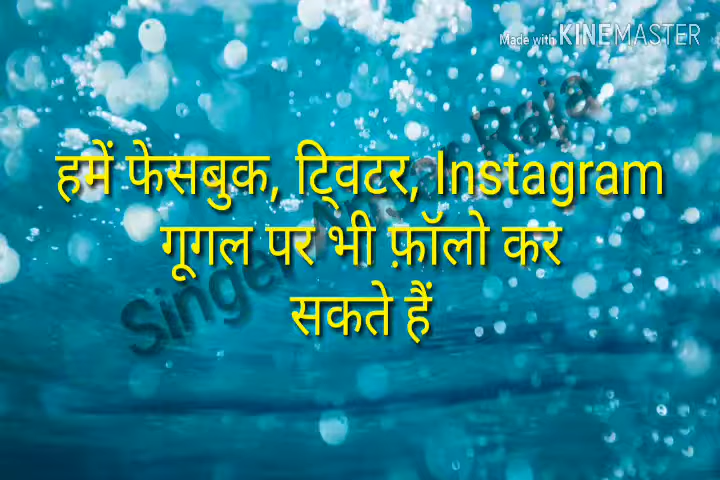 Made with KINEMASTER
हमें फेसबुक, ट्विटर, Instagram
गूगल पर भी फ़ॉलो कर
सकते हैं
Singer Raja